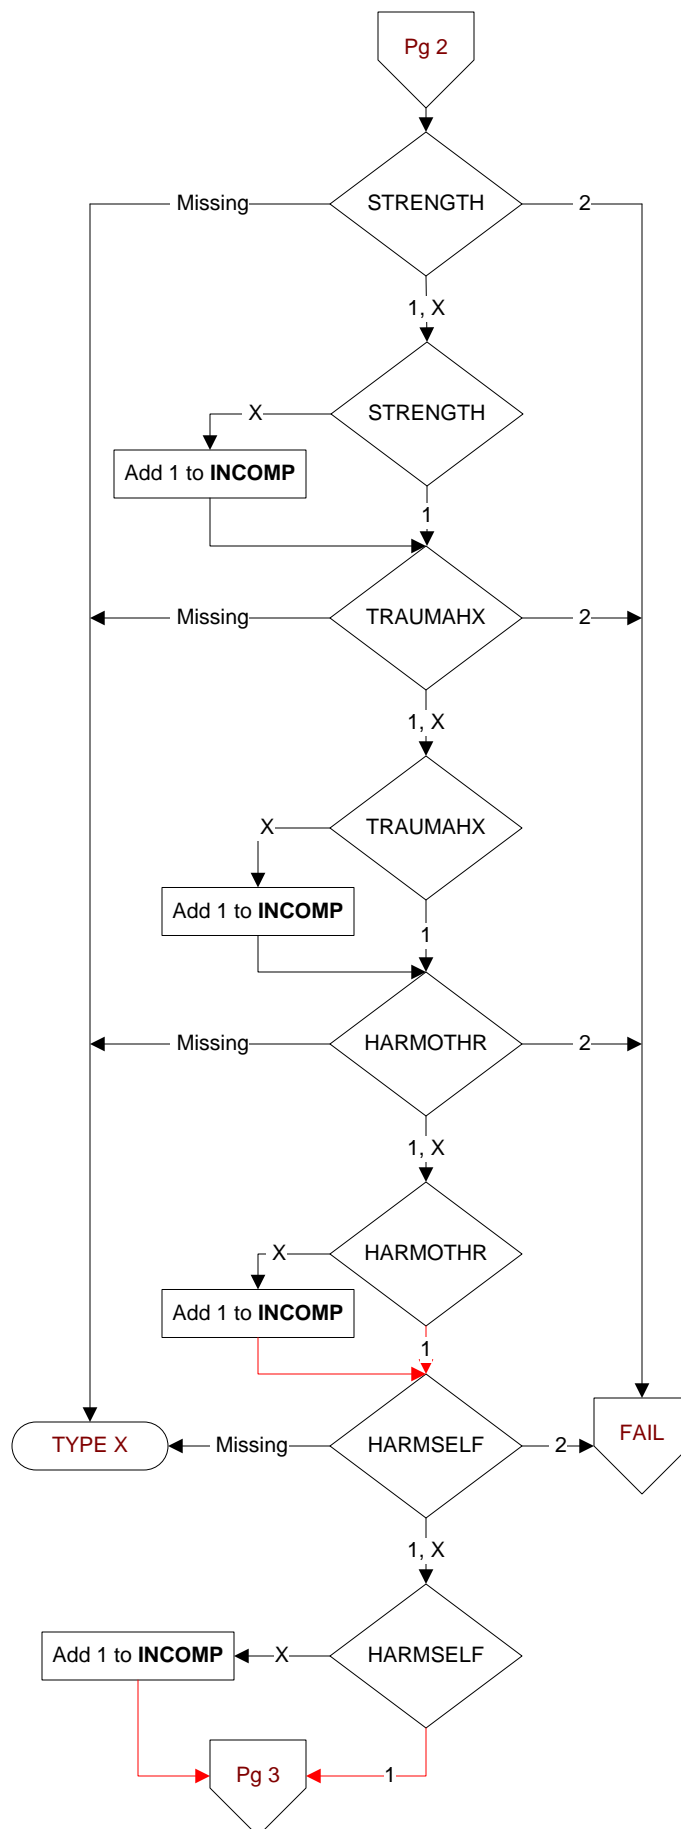 Pg 2
Missing
STRENGTH
2
1, X
X
STRENGTH
Add 1 to INCOMP
1
Missing
TRAUMAHX
2
1, X
X
TRAUMAHX
Add 1 to INCOMP
1
Missing
HARMOTHR
2
1, X
X
HARMOTHR
Add 1 to INCOMP
1
TYPE X
Missing
HARMSELF
2
FAIL
1, X
Add 1 to INCOMP
X
HARMSELF
Pg 3
1